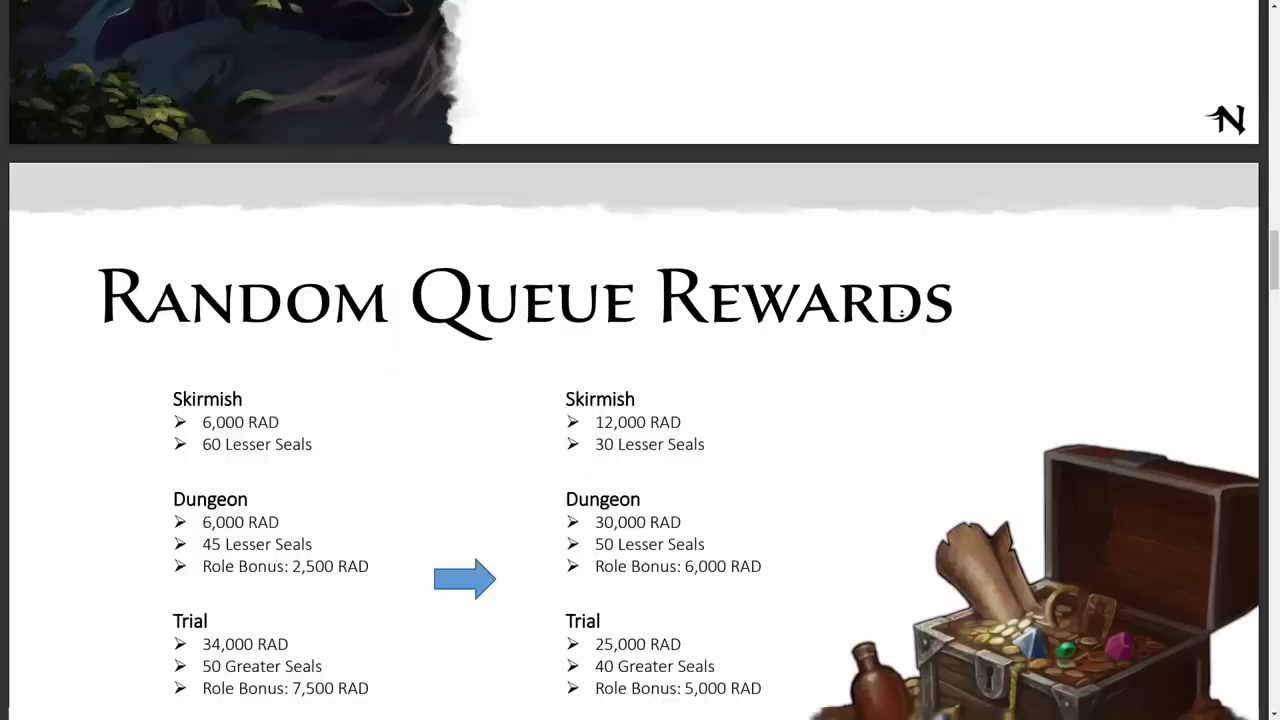 N
Random Queue Rewards
Skirmish
6,000 RAD
60 Lesser Seals
Dungeon
6,000 RAD
45 Lesser Seals
Role Bonus: 2,500 RAD
Trial
34,000 RAD
50 Greater Seals
Role Bonus: 7,500 RAD
Skirmish
12,000 RAD
30 Lesser Seals
Dungeon
30,000 RAD
50 Lesser Seals
Role Bonus: 6,000 RAD
Trial
25,000 RAD
40 Greater Seals
Role Bonus: 5,000 RAD